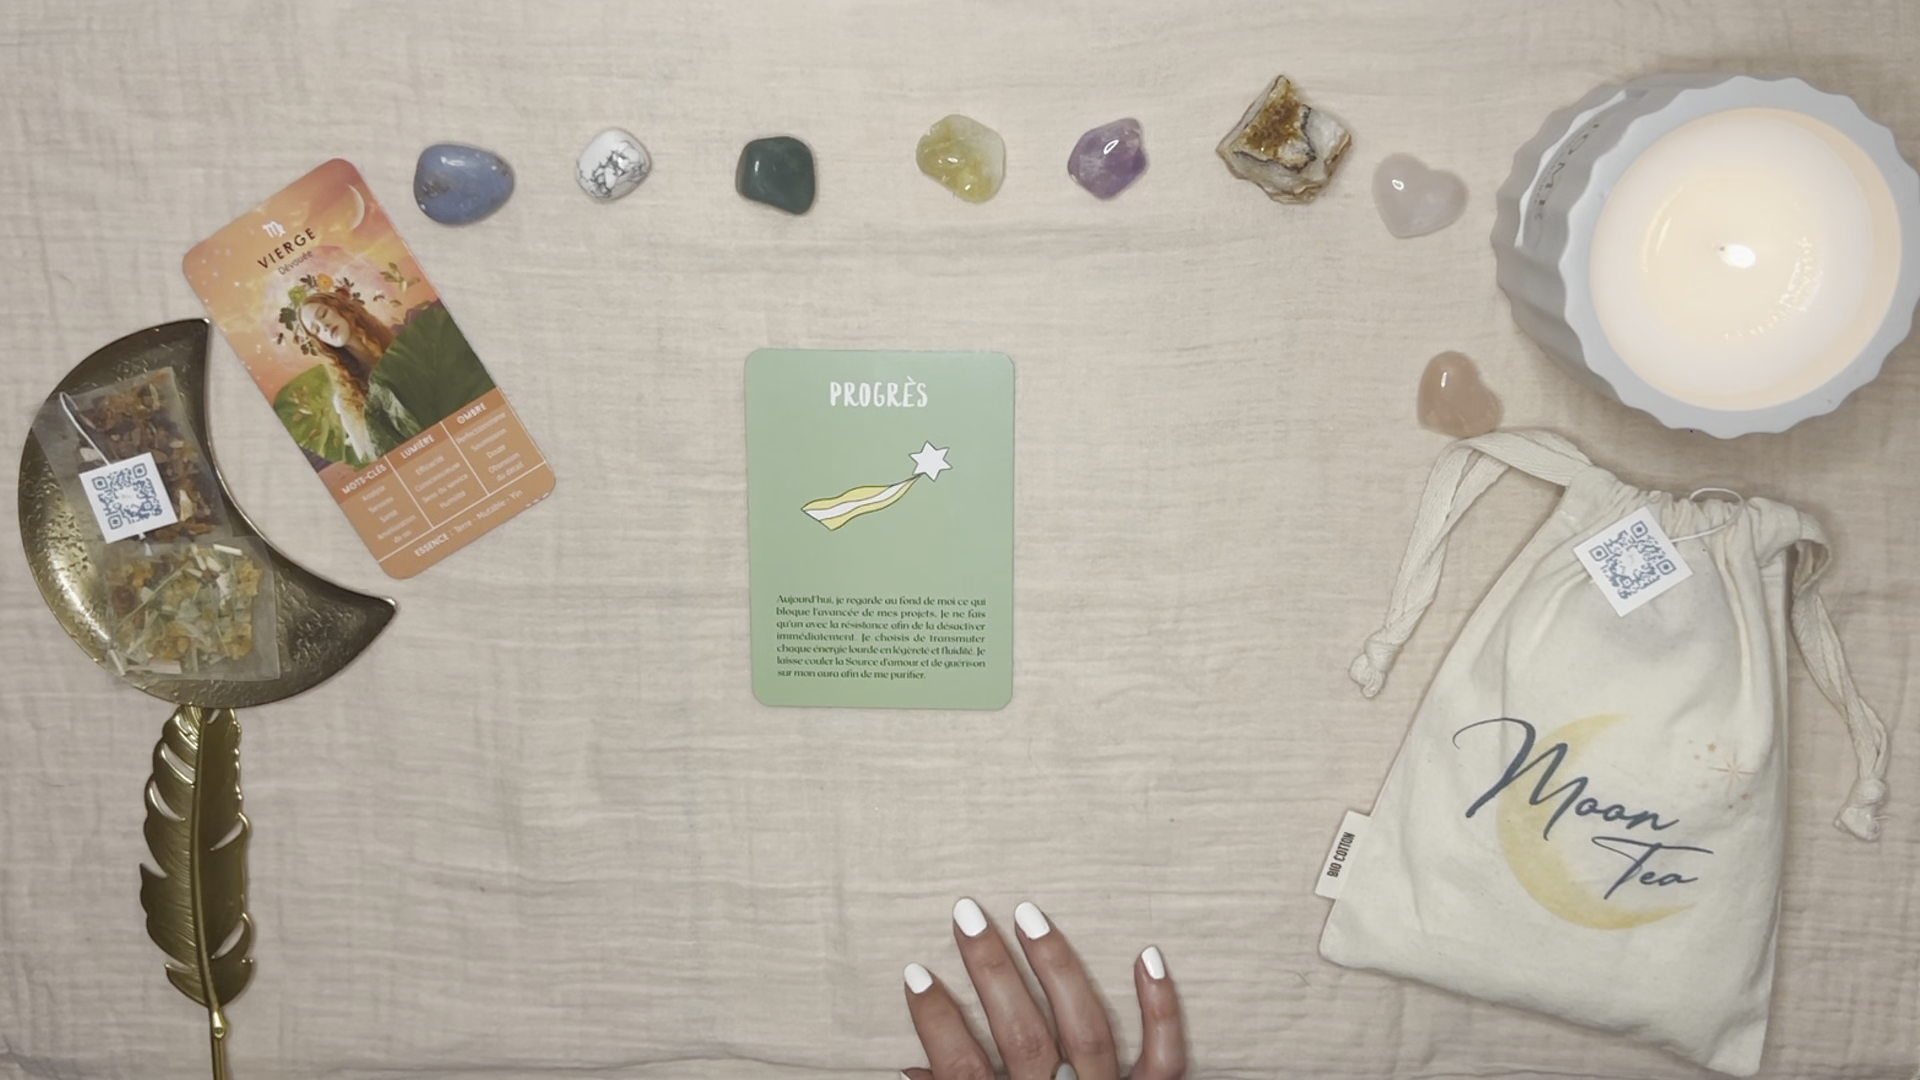 VIERGE
Dévouée
MOTS-CLÉS
LUMIÈRE
Efficacité
OMBRE
Perfectionnisme
ESSENCE : Terre - Mutable - Yin
PROGRÈS
Aujourd'hui, je regarde au fond de moi ce qui
bloque l'avancée de mes projets. Je ne fais
qu'un avec la résistance afin de la désactiver
immédiatement. Je choisis de transmuter
chaque énergie lourde en légèreté et fluidité. Je
laisse couler la Source d'amour et de guérison
sur mon aura afin de me purifier.
Moon
Tea
BIO COTTON